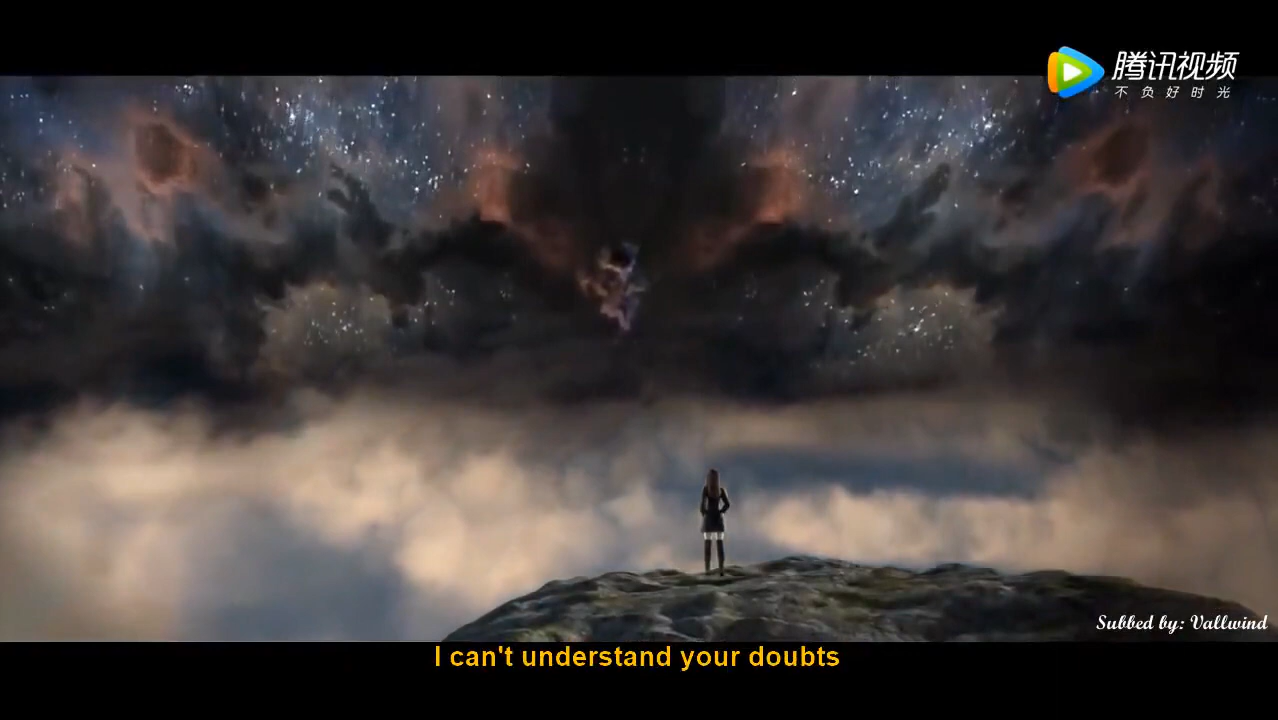 腾讯视频
不负好时光
Subbed by: Vallwind
I can't understand your doubts